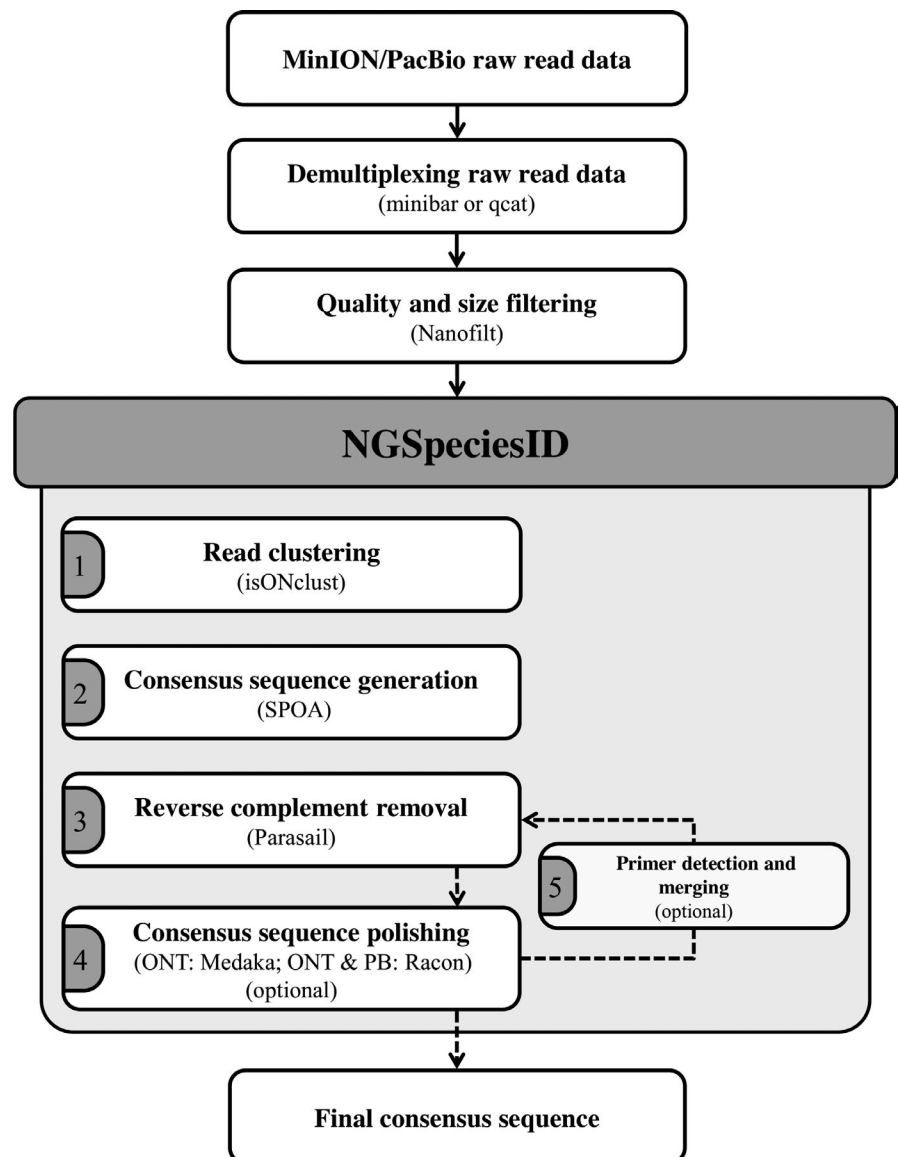 MinION/PacBio raw read data
Demultiplexing raw read data
(minibar or qcat)
Quality and size filtering
(Nanofilt)
NGSpeciesID
1
Read clustering
(isONclust)
2
Consensus sequence generation
(SPOA)
3
Reverse complement removal
(Parasail)
5
Primer detection and
merging
(optional)
4
Consensus sequence polishing
(ONT: Medaka; ONT & PB: Racon)
(optional)
Final consensus sequence